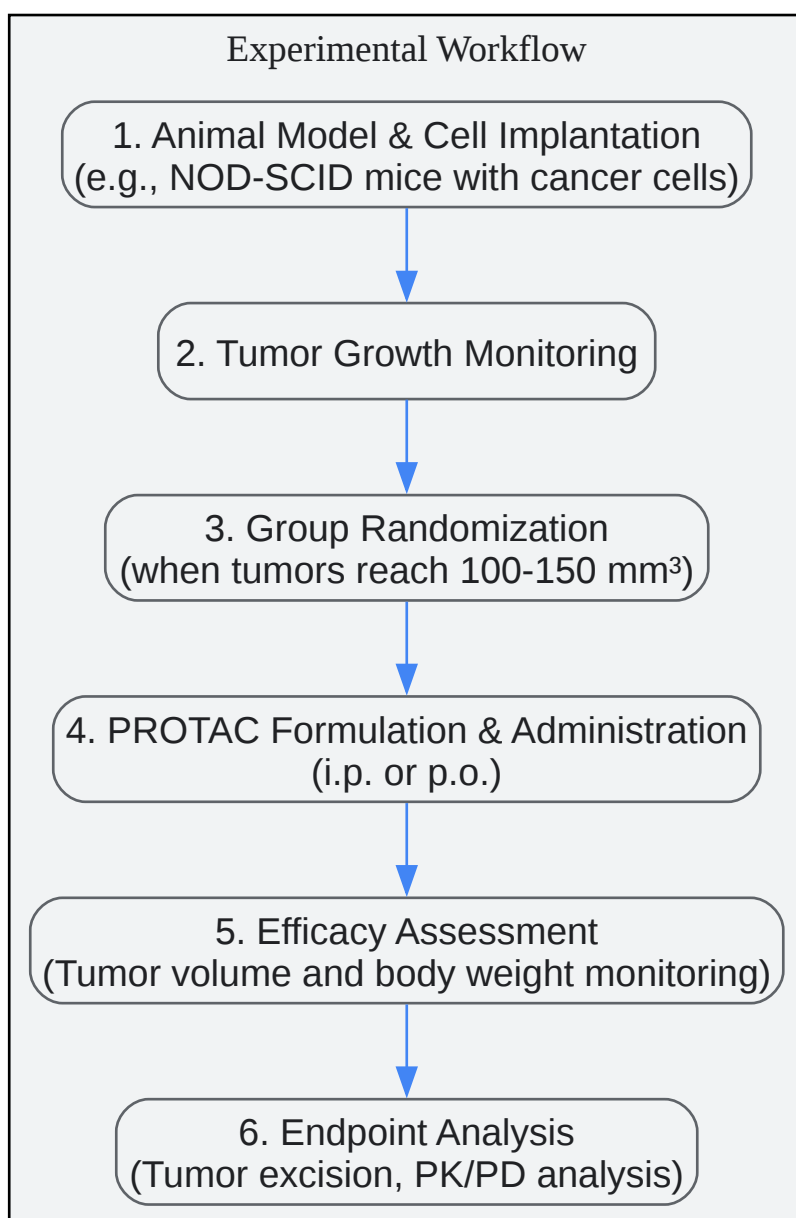 Experimental Workflow
1. Animal Model & Cell Implantation
(e.g., NOD-SCID mice with cancer cells)
2. Tumor Growth Monitoring
3. Group Randomization
(when tumors reach 100-150 mm³)
4. PROTAC Formulation & Administration
(i.p. or p.o.)
5. Efficacy Assessment
(Tumor volume and body weight monitoring)
6. Endpoint Analysis
(Tumor excision, PK/PD analysis)